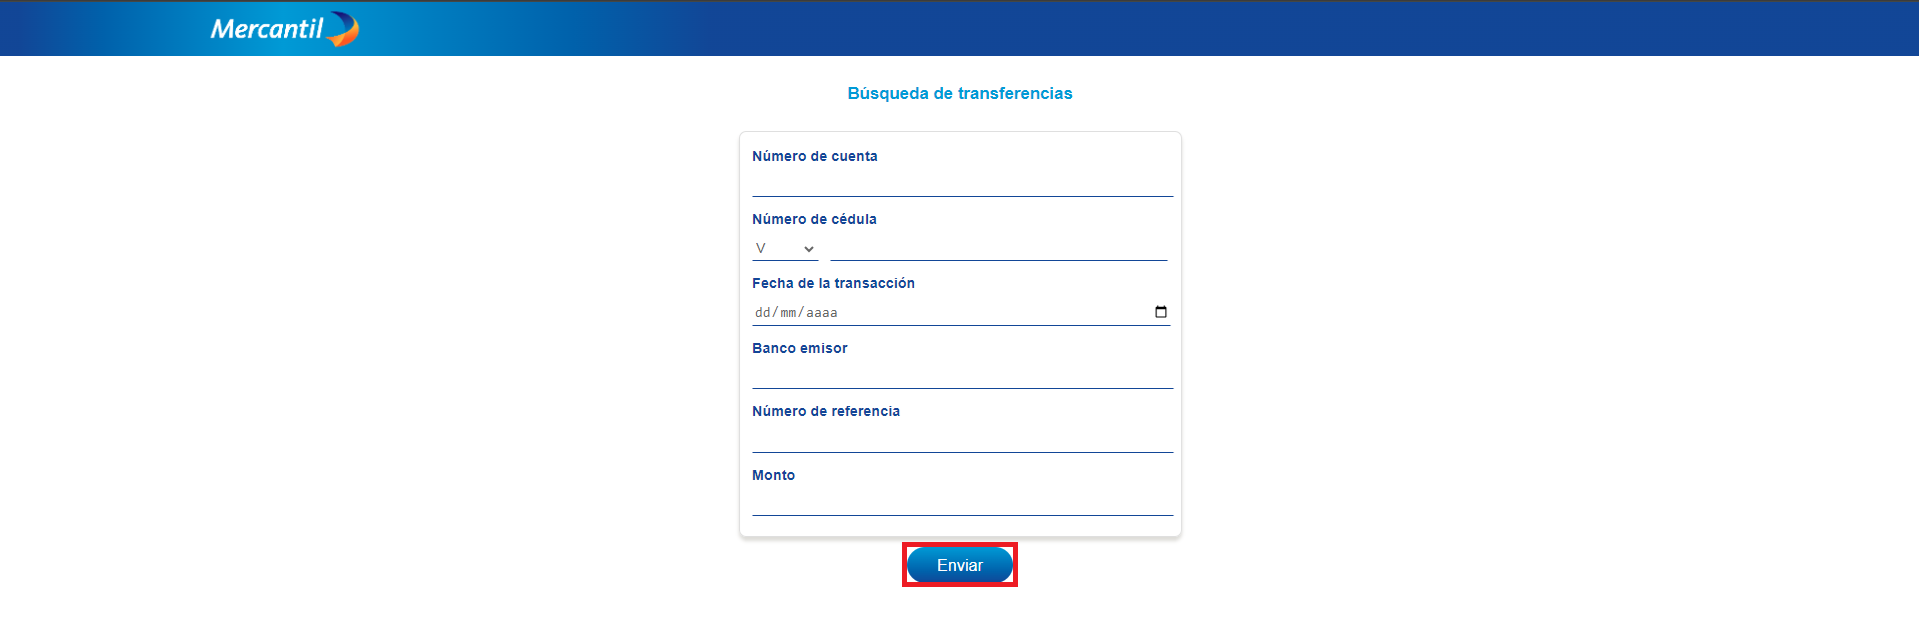 Mercantil
Búsqueda de transferencias
Número de cuenta
Número de cédula
V
Fecha de la transacción
dd/mm/aaaa
Banco emisor
Número de referencia
Monto
Enviar